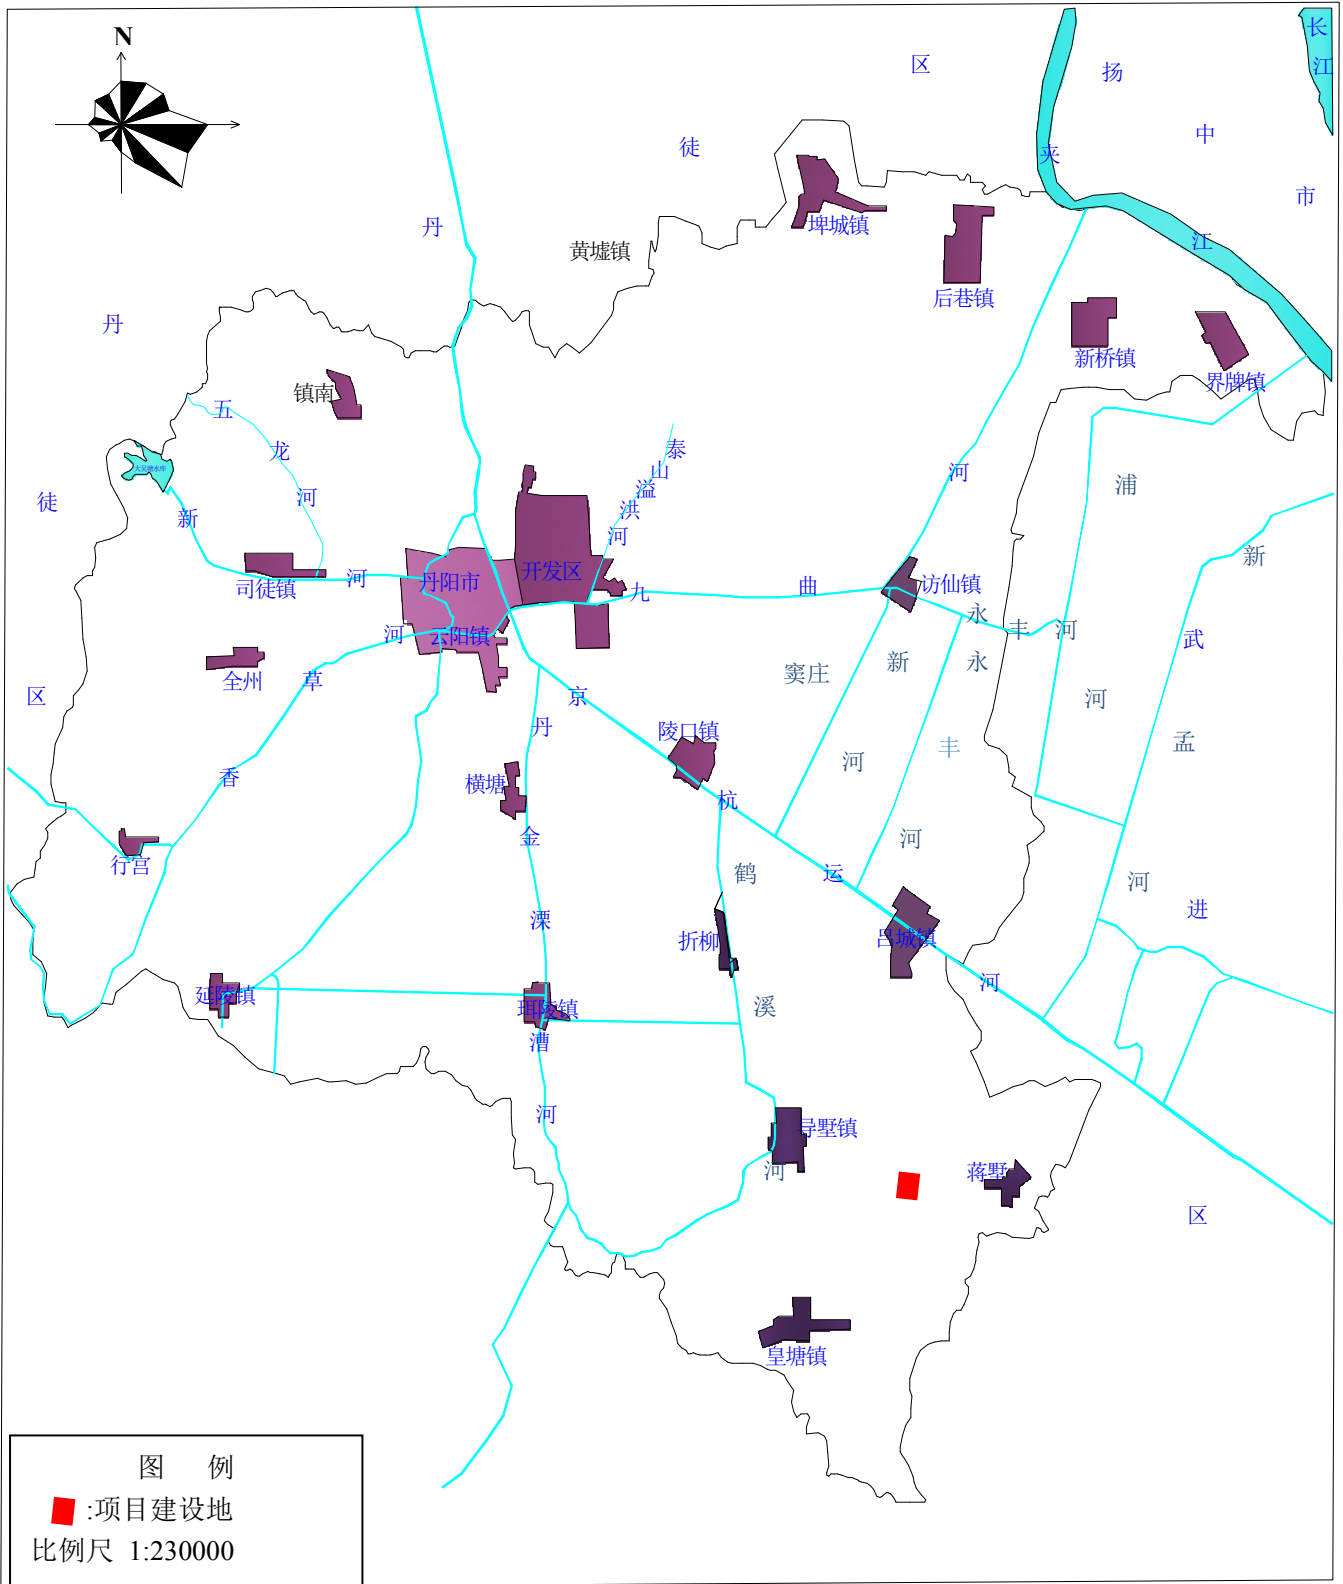 N
长江
区
扬中市
徒
夹江
丹
埤城镇
黄墟镇
后巷镇
丹
新桥镇
界牌镇
镇南
五龙河
泰山溢洪河
河
浦
徒
大吴塘水库
新
新
司徒镇
河
丹阳市
开发区
九
曲
访仙镇
永丰河
河
云阳镇
武
全州
草
窦庄
新
永
区
京
河
丹
陵口镇
丰
孟
河
横塘
香
杭
金
河
行宫
鹤
运
河
进
溧
折柳
吕城镇
河
延陵镇
珥陵镇
溪
漕
河
导墅镇
河
蒋墅
区
皇塘镇
图 例
:项目建设地
比例尺 1:230000